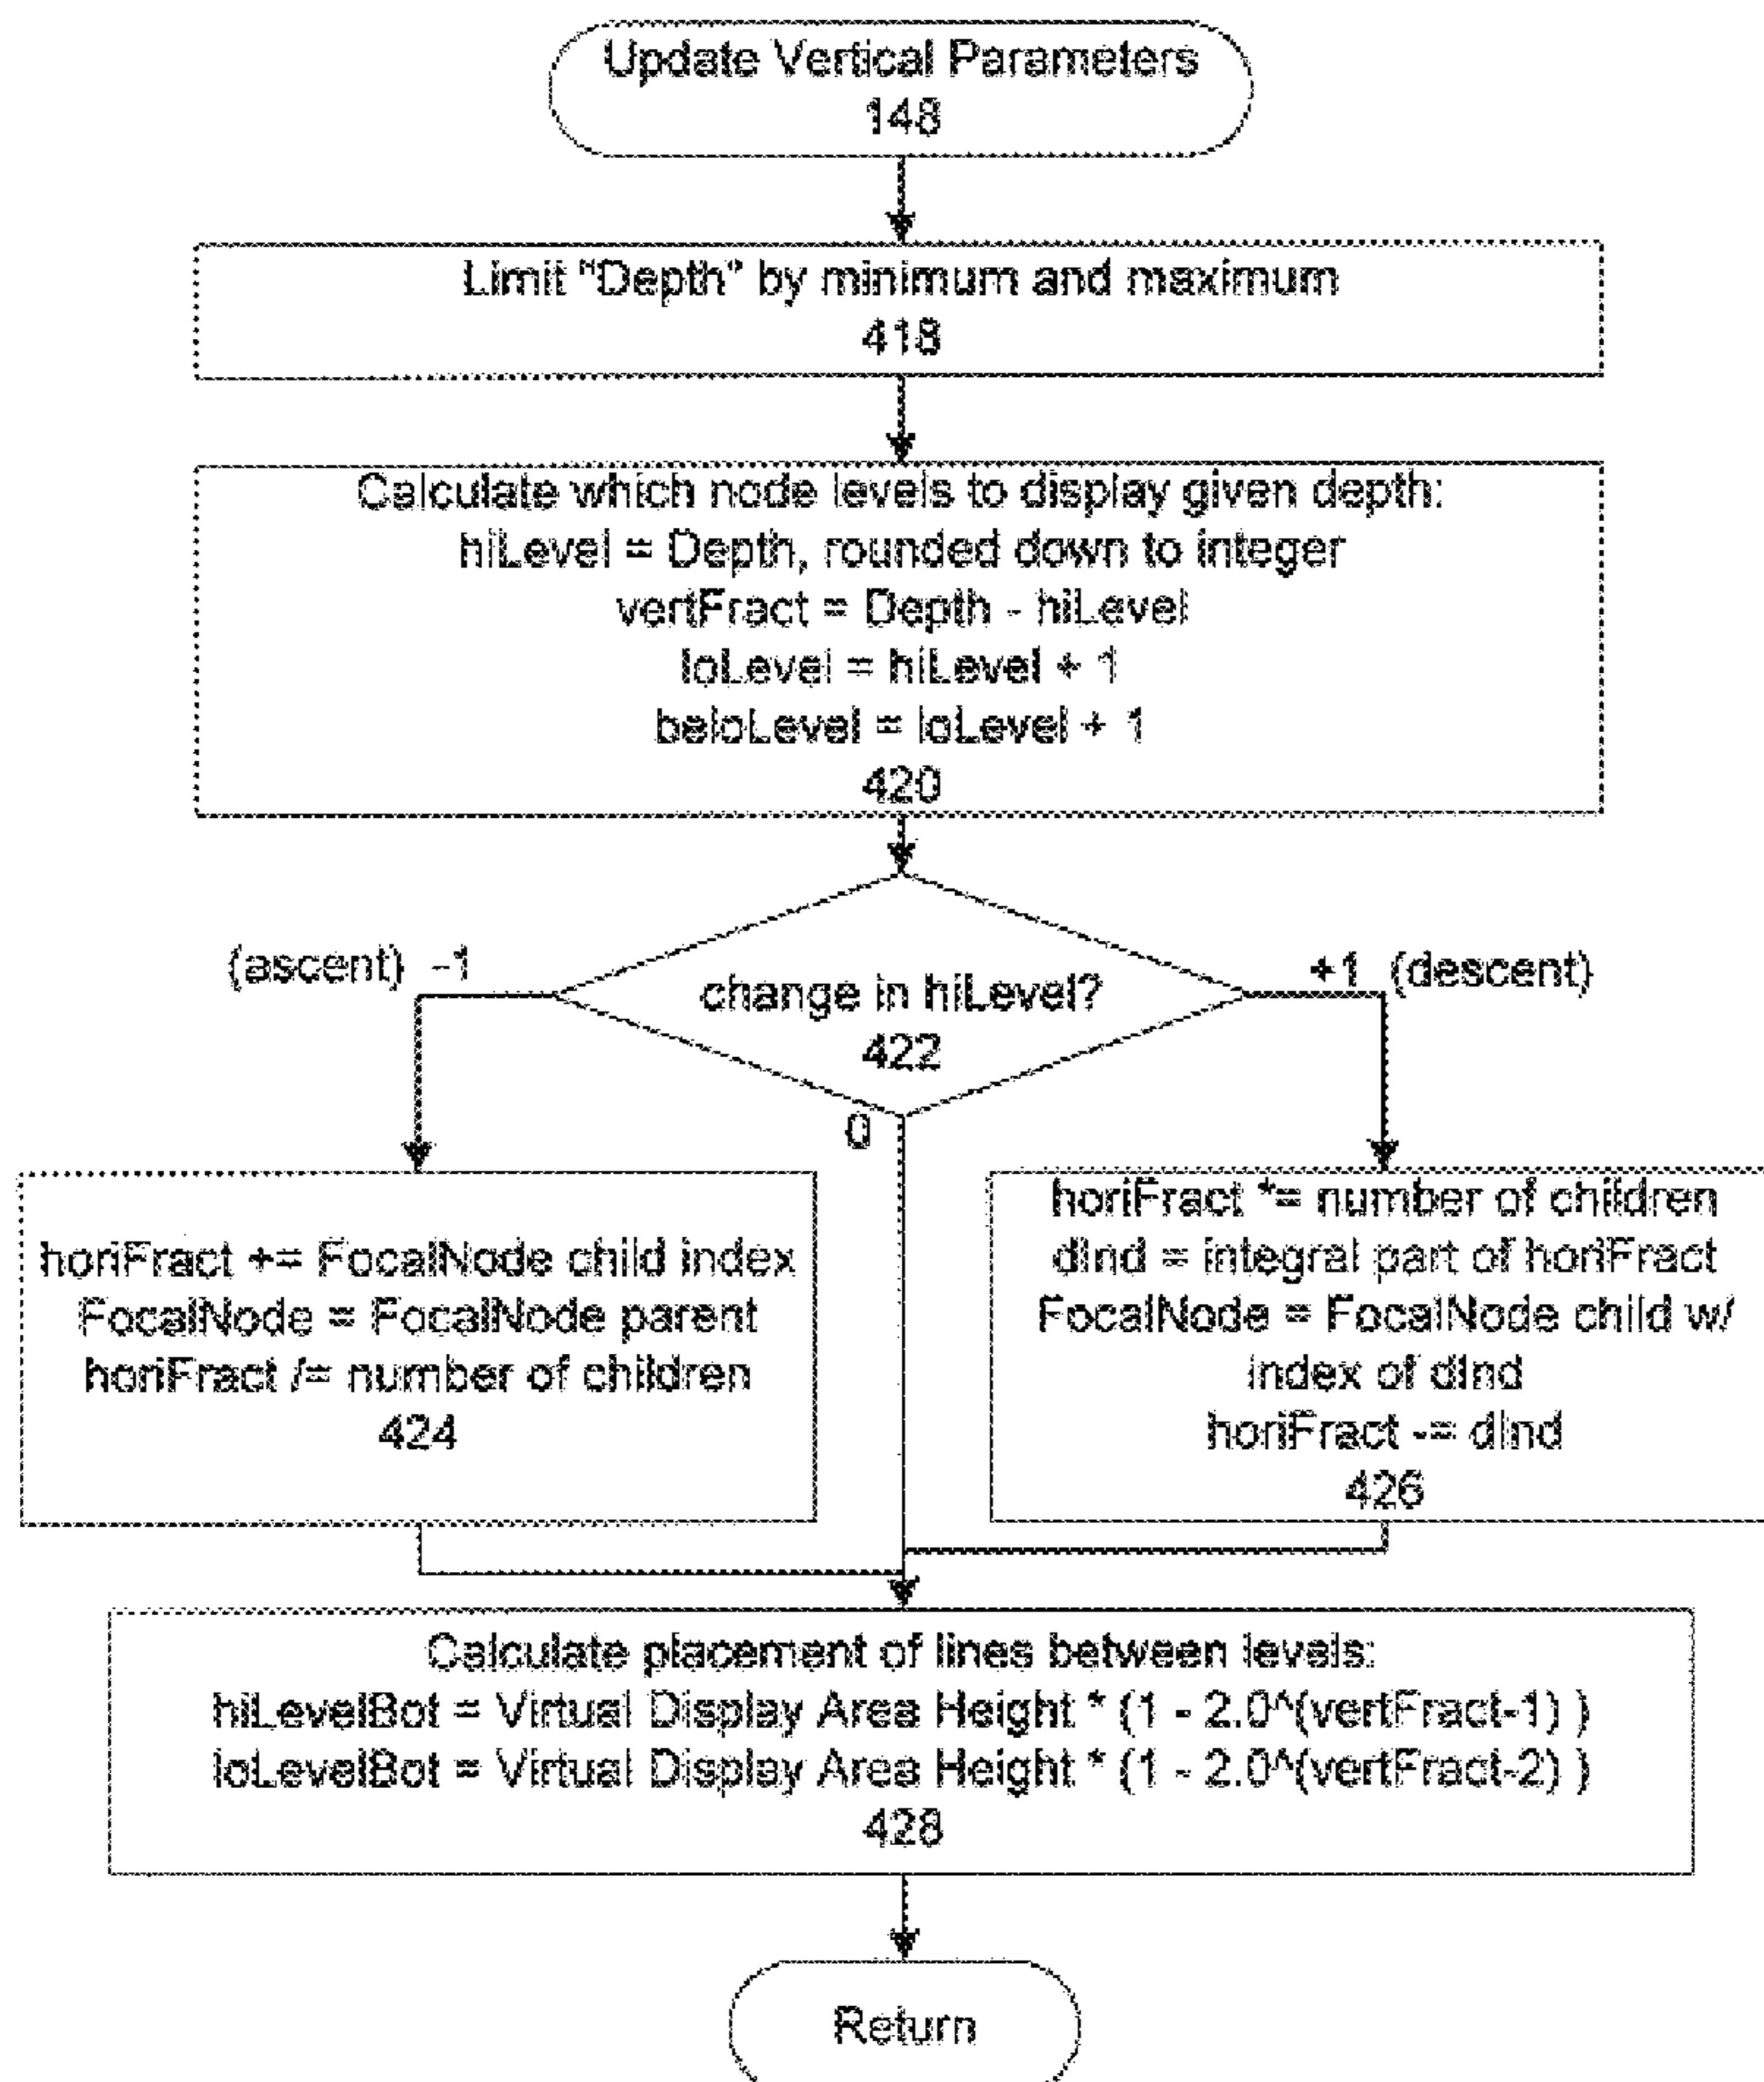 Update Vertical Parameters
148
Limit "Depth" by minimum and maximum
418
Calculate which node levels to display given depth:
hiLevel = Depth, rounded down to integer
vertFract = Depth - hiLevel
loLevel = hiLevel + 1
beloLevel = loLevel + 1
420
(ascent) -1
+1 (descent)
change in hiLevel?
422
0
horiFract += FocalNode child index
FocalNode = FocalNode parent
horiFract /= number of children
424
horiFract *= number of children
dInd = integral part of horiFract
FocalNode = FocalNode child w/
index of dInd
horiFract -= dInd
426
Calculate placement of lines between levels:
hiLevelBot = Virtual Display Area Height * (1 - 2.0^(vertFract-1) )
loLevelBot = Virtual Display Area Height * (1 - 2.0^(vertFract-2) )
428
Return